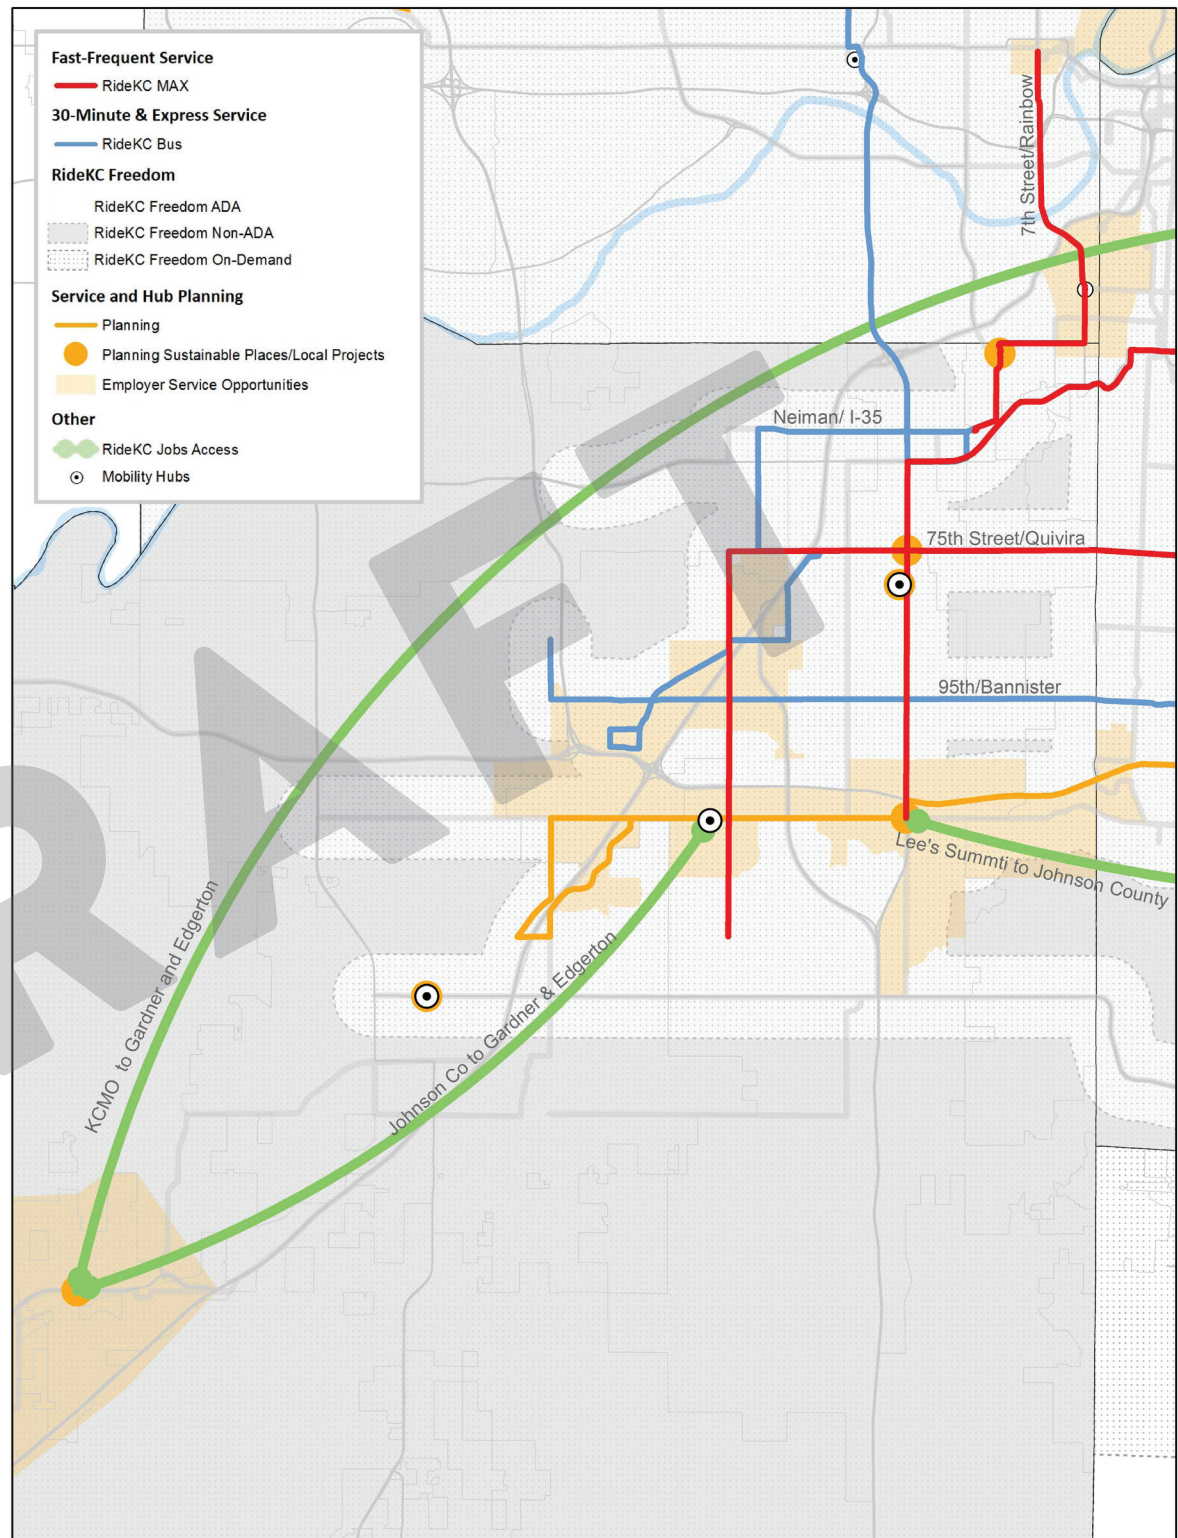 Fast-Frequent Service
RideKC MAX
30-Minute & Express Service
RideKC Bus
RideKC Freedom
RideKC Freedom ADA
RideKC Freedom Non-ADA
RideKC Freedom On-Demand
Service and Hub Planning
Planning
Planning Sustainable Places/Local Projects
Employer Service Opportunities
Other
RideKC Jobs Access
Mobility Hubs
7th Street/Rainbow
Neiman/ I-35
75th Street/Quivira
95th/Bannister
Lee's Summti to Johnson County
KCMO to Gardner and Edgerton
Johnson Co to Gardner & Edgerton
RAFT